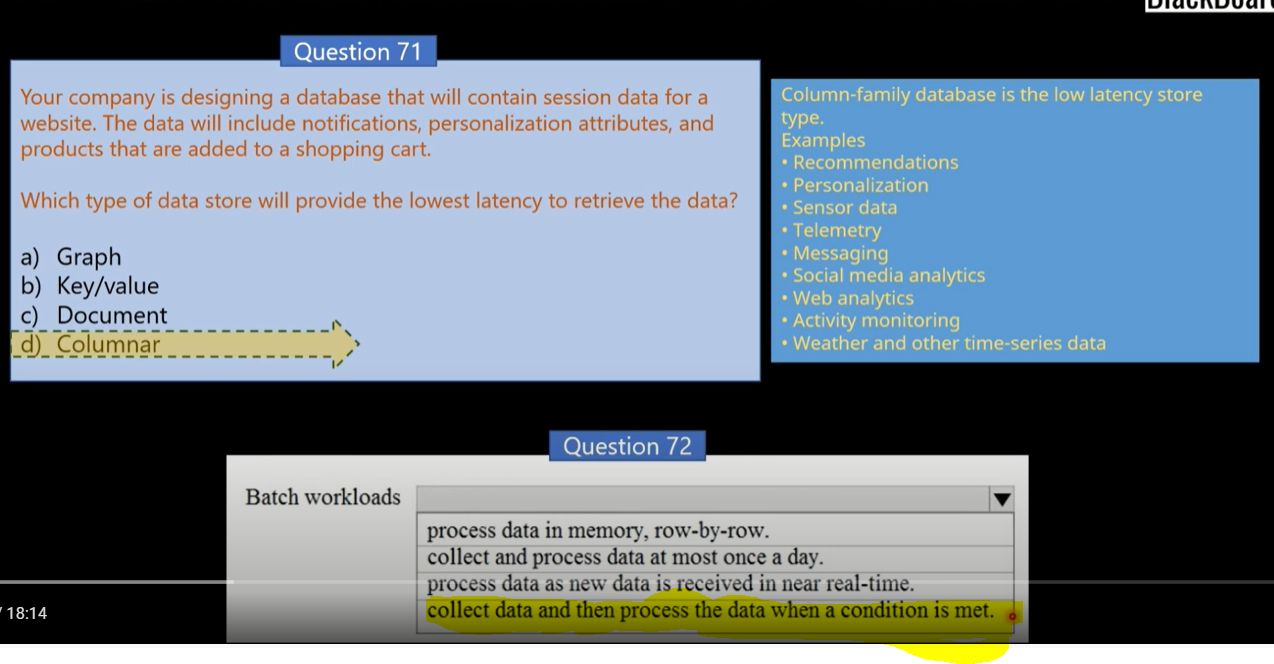 Question 71
Your company is designing a database that will contain session data for a
website. The data will include notifications, personalization attributes, and
products that are added to a shopping cart.
Which type of data store will provide the lowest latency to retrieve the data?
a) Graph
b) Key/value
c) Document
d) Columnar
Column-family database is the low latency store
type.
Examples
• Recommendations
• Personalization
• Sensor data
• Telemetry
• Messaging
• Social media analytics
• Web analytics
• Activity monitoring
• Weather and other time-series data
Question 72
Batch workloads
process data in memory, row-by-row.
collect and process data at most once a day.
process data as new data is received in near real-time.
collect data and then process the data when a condition is met.
/ 18:14